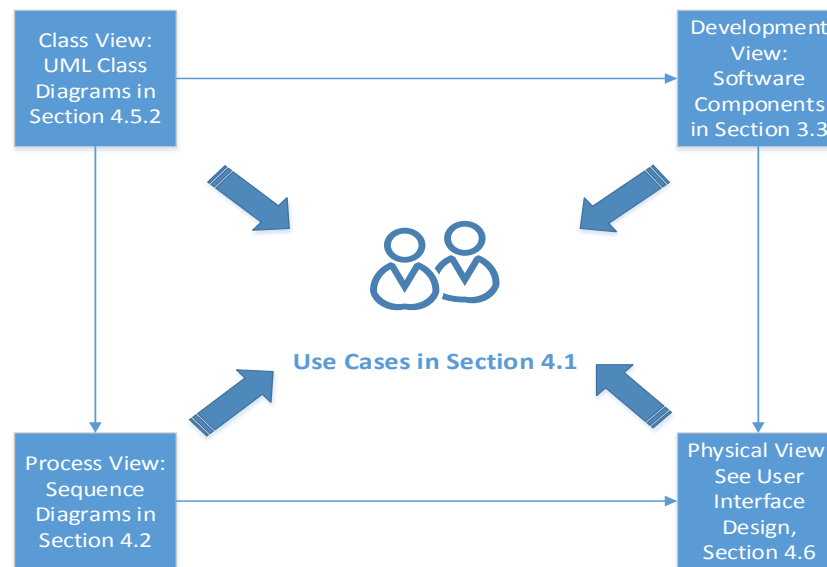 Class View:
UML Class
Diagrams in
Section 4.5.2
Development
View:
Software
Components
in Section 3.3
Use Cases in Section 4.1
Process View:
Sequence
Diagrams in
Section 4.2
Physical View:
See User
Interface
Design,
Section 4.6